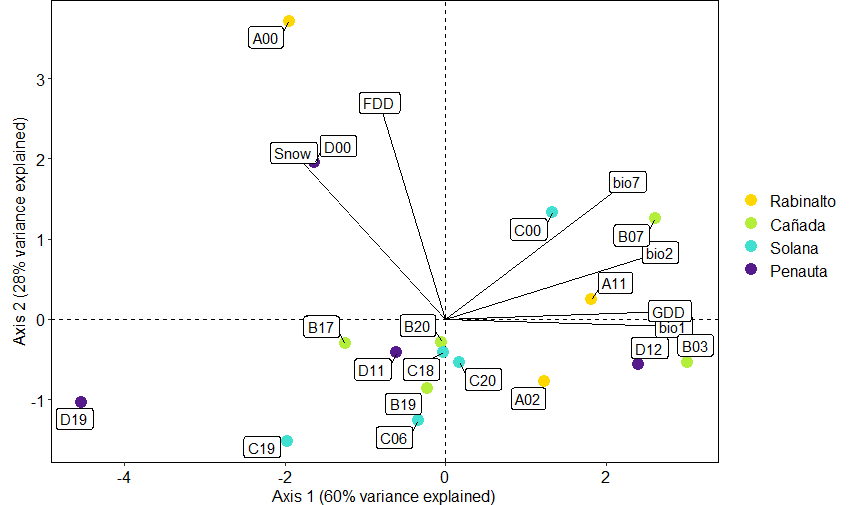 A00
3
FDD
D00
Snow
2
bio7
Rabinalto
C00
B07
Cañada
1
bio2
Solana
A11
Penauta
GDD
0
B17
B20
bio1
B03
D12
D11
C18
C20
A02
-1
B19
D19
C06
C19
-4
-2
0
2
Axis 1 (60% variance explained)
Axis 2 (28% variance explained)